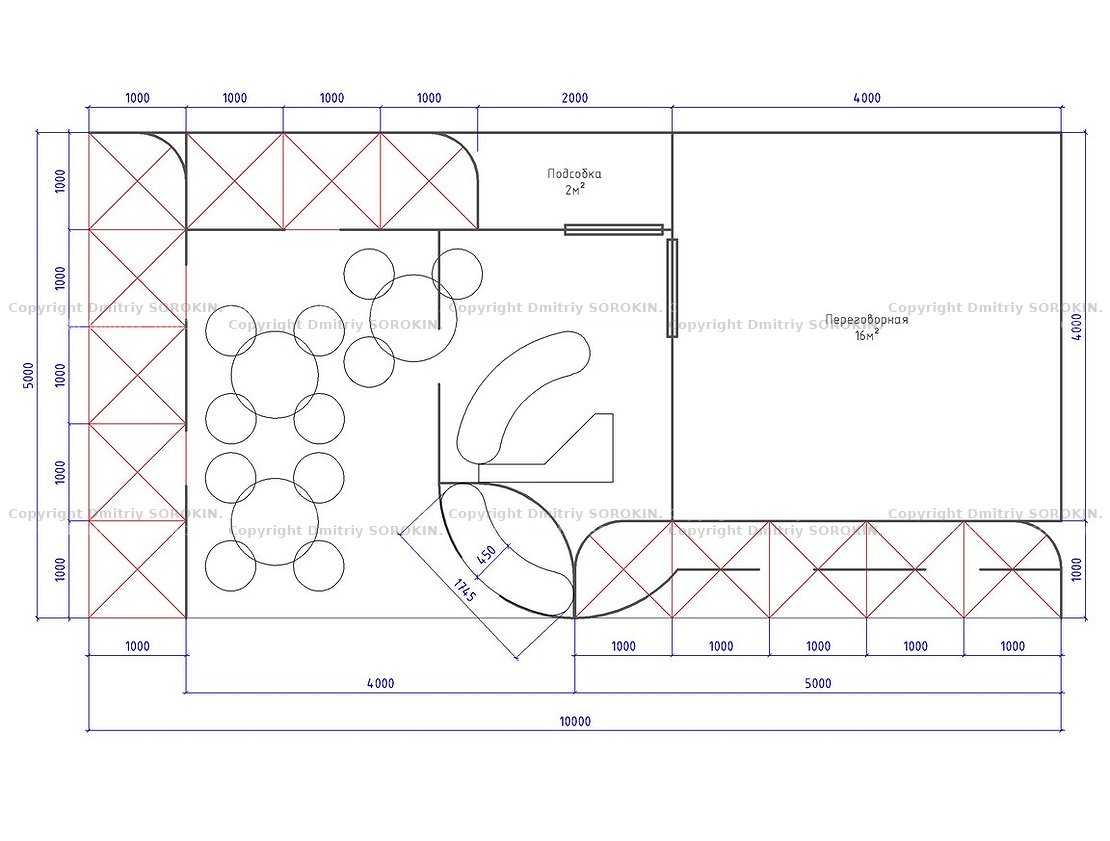 1000 1000 1000 1000 2000 4000
Подсобка
2м²
1000
1000
Copyright Dmitriy SOROKIN. Copyright Dmitriy SOROKIN. Copyright Dmitriy SOROKIN.
Переговорная
Copyright Dmitriy SOROKIN. Copyright Dmitriy SOROKIN.
16м²
4000
5000
1000
1000
Copyright Dmitriy SOROKIN. Copyright Dmitriy SOROKIN. Copyright Dmitriy SOROKIN.
Copyright Dmitriy SOROKIN. Copyright Dmitriy SOROKIN.
450
1000
1745
1000
1000 1000 1000 1000 1000 1000
4000 5000
10000